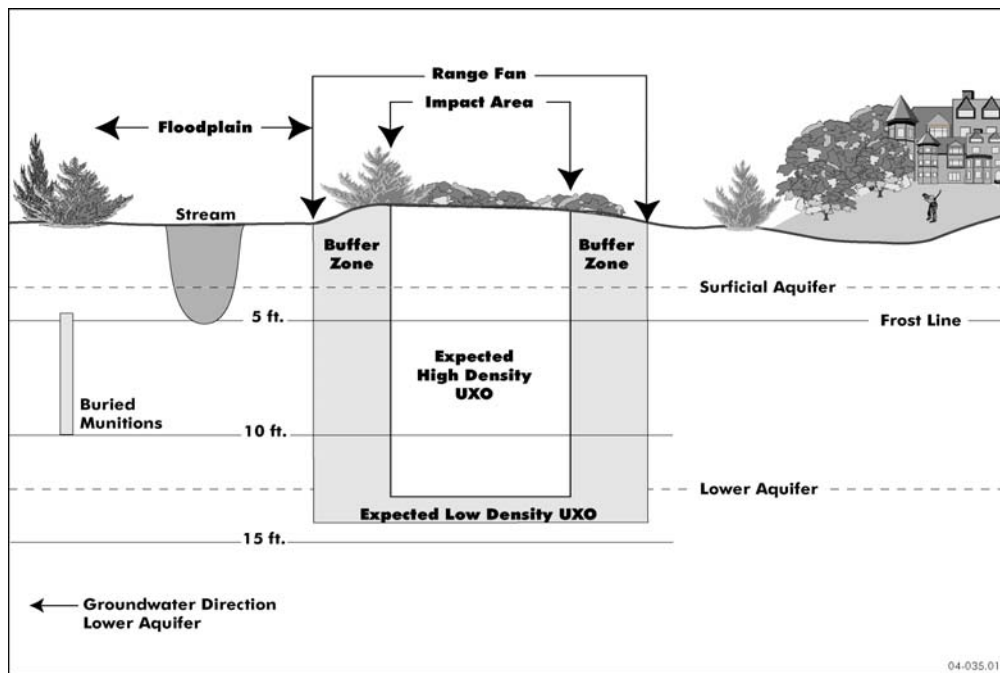 Range Fan
Impact Area
Floodplain
Stream
Buffer
Zone
Buffer
Zone
Surficial Aquifer
5 ft.
Frost Line
Expected
High Density
UXO
Buried
Munitions
10 ft.
Lower Aquifer
Expected Low Density UXO
15 ft.
Groundwater Direction
Lower Aquifer
04-035.01